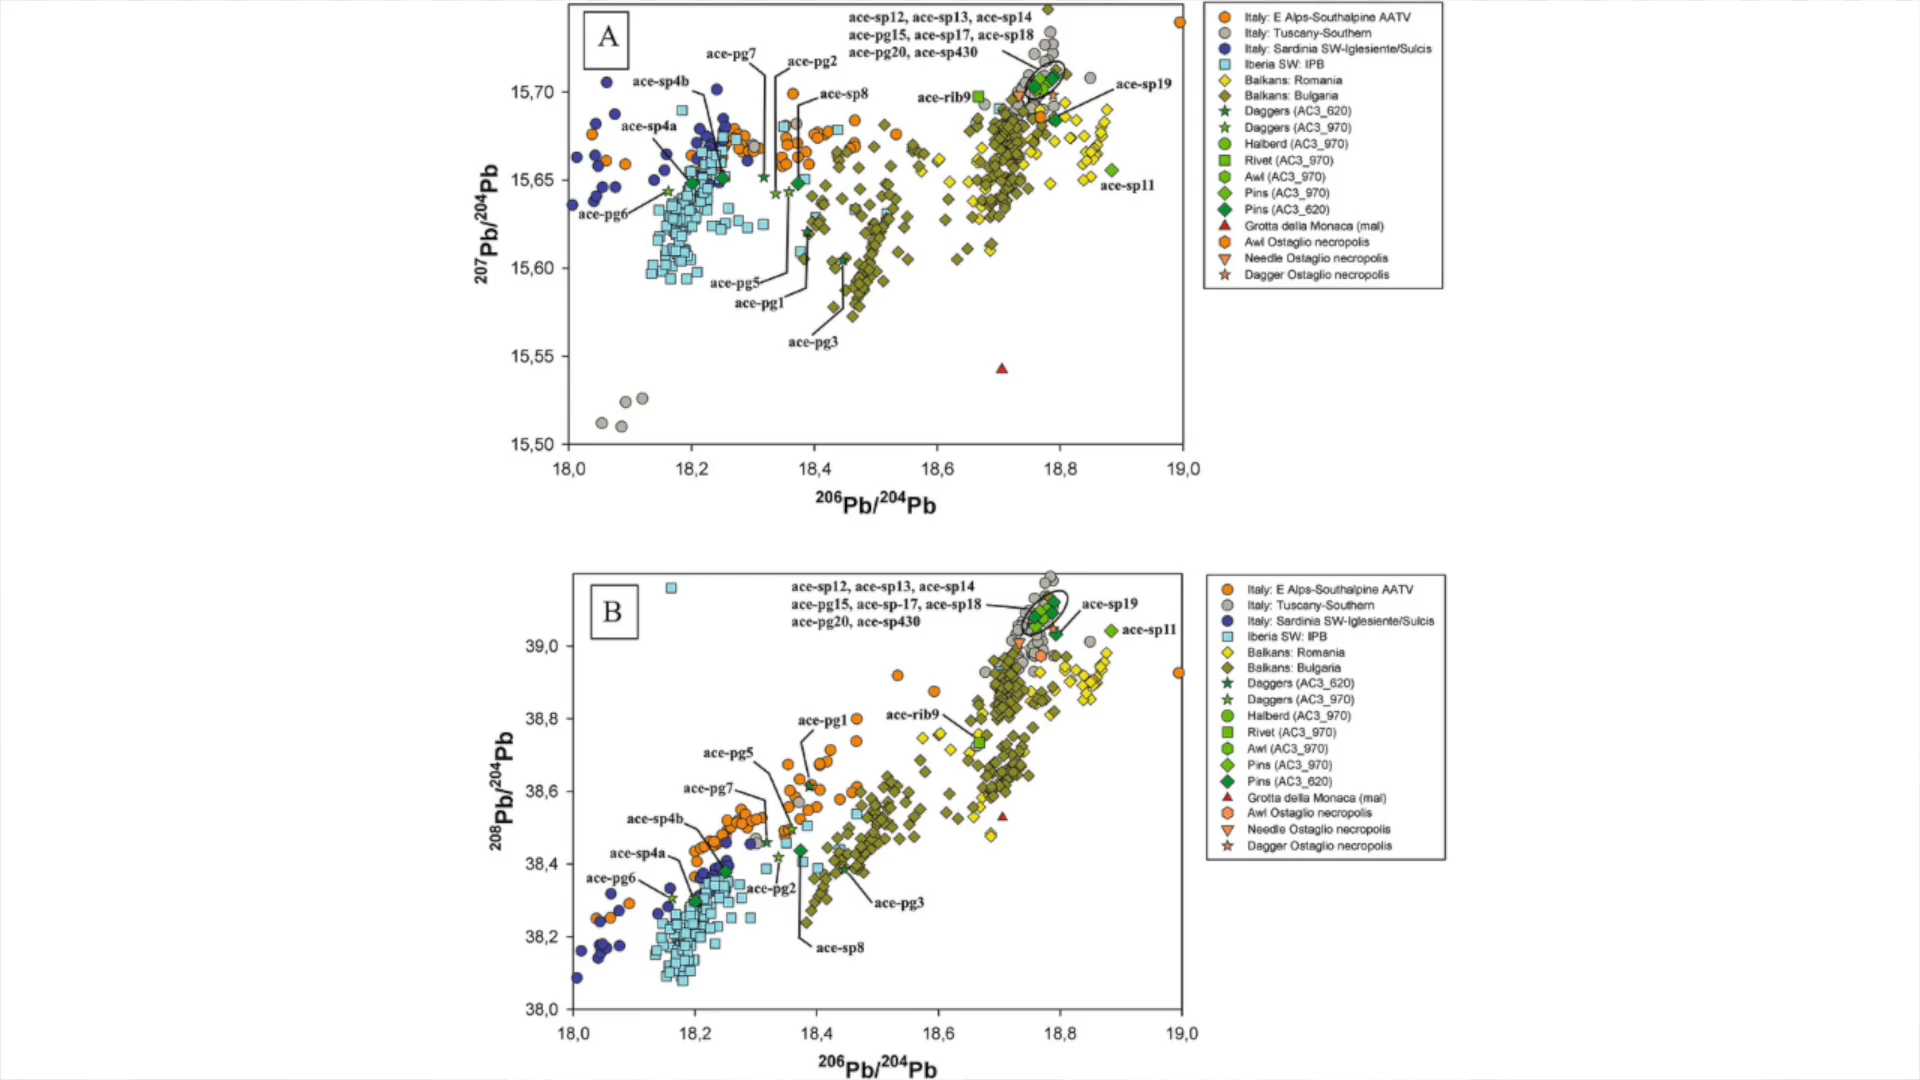 A
ace-sp12, ace-sp13, ace-sp14
ace-pg15, ace-sp17, ace-sp18
ace-pg20, ace-sp430
ace-pg7
ace-pg2
ace-sp4b
ace-sp8
ace-rib9
ace-sp19
ace-sp4a
ace-sp11
ace-pg6
ace-pg5
ace-pg1
ace-pg3
15,70
15,65
15,60
15,55
15,50
207Pb/204Pb
18,0 18,2 18,4 18,6 18,8 19,0
206Pb/204Pb
Italy: E Alps-Southalpine AATV
Italy: Tuscany-Southern
Italy: Sardinia SW-Iglesiente/Sulcis
Iberia SW: IPB
Balkans: Romania
Balkans: Bulgaria
Daggers (AC3_620)
Daggers (AC3_970)
Halberd (AC3_970)
Rivet (AC3_970)
Awl (AC3_970)
Pins (AC3_970)
Pins (AC3_620)
Grotta della Monaca (mal)
Awl Ostaglio necropolis
Needle Ostaglio necropolis
Dagger Ostaglio necropolis
B
ace-sp12, ace-sp13, ace-sp14
ace-pg15, ace-sp-17, ace-sp18
ace-pg20, ace-sp430
ace-sp19
ace-sp11
ace-rib9
ace-pg1
ace-pg5
ace-pg7
ace-sp4b
ace-sp4a
ace-pg6
ace-pg2
ace-pg3
ace-sp8
39,0
38,8
38,6
38,4
38,2
38,0
208Pb/204Pb
18,0 18,2 18,4 18,6 18,8 19,0
206Pb/204Pb
Italy: E Alps-Southalpine AATV
Italy: Tuscany-Southern
Italy: Sardinia SW-Iglesiente/Sulcis
Iberia SW: IPB
Balkans: Romania
Balkans: Bulgaria
Daggers (AC3_620)
Daggers (AC3_970)
Halberd (AC3_970)
Rivet (AC3_970)
Awl (AC3_970)
Pins (AC3_970)
Pins (AC3_620)
Grotta della Monaca (mal)
Awl Ostaglio necropolis
Needle Ostaglio necropolis
Dagger Ostaglio necropolis